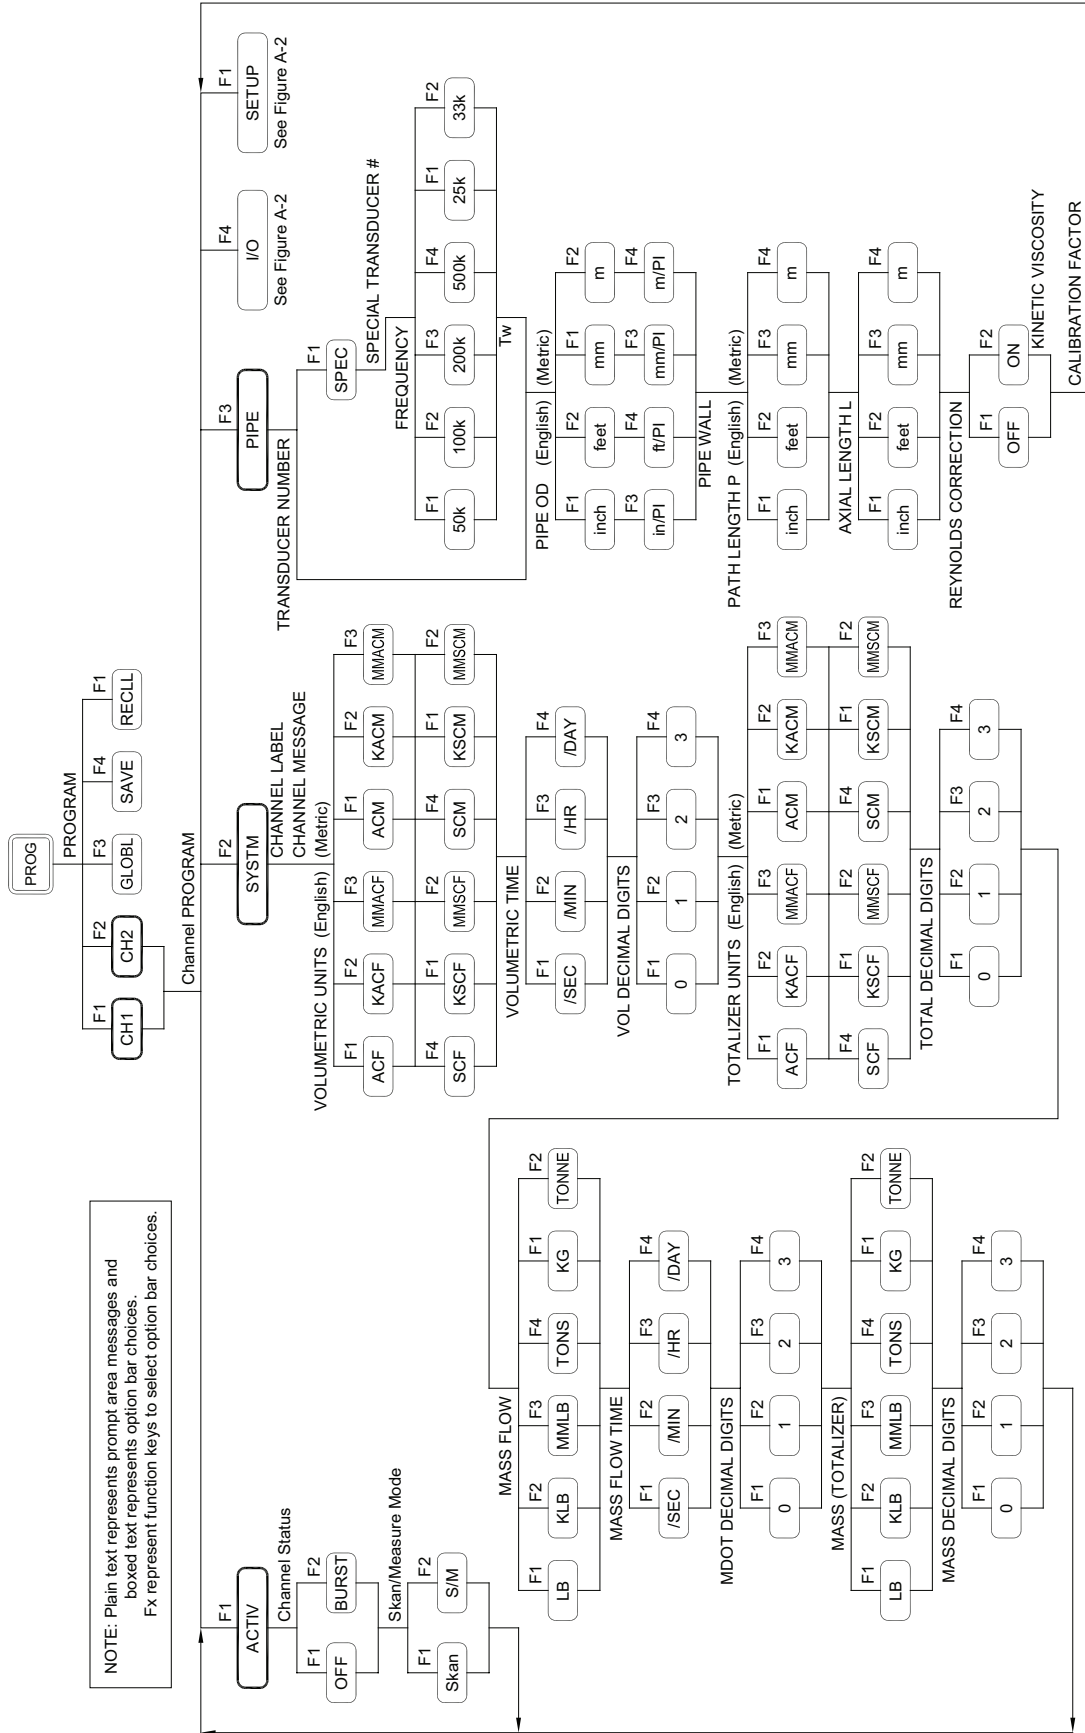 PROG
PROGRAM
F1 F2 F3 F4 F1
CH1 CH2 GLOBL SAVE RECLL
NOTE: Plain text represents prompt area messages and
boxed text represents option bar choices.
Fx represent function keys to select option bar choices.
Channel PROGRAM
F1
ACTIV
Channel Status
F1 F2
OFF BURST
Skan/Measure Mode
F1 F2
Skan S/M
F2
SYSTM
CHANNEL LABEL
CHANNEL MESSAGE
VOLUMETRIC UNITS (English) (Metric)
F1 F2 F3 F1 F2 F3
ACF KACF MMACF ACM KACM MMACM
F4 F1 F2 F4 F1 F2
SCF KSCF MMSCF SCM KSCM MMSCM
VOLUMETRIC TIME
F1 F2 F3 F4
/SEC /MIN /HR /DAY
VOL DECIMAL DIGITS
F1 F2 F3 F4
0 1 2 3
TOTALIZER UNITS (English) (Metric)
F1 F2 F3 F1 F2 F3
ACF KACF MMACF ACM KACM MMACM
F4 F1 F2 F4 F1 F2
SCF KSCF MMSCF SCM KSCM MMSCM
TOTAL DECIMAL DIGITS
F1 F2 F3 F4
0 1 2 3
MASS FLOW
F1 F2 F3 F4 F1 F2
LB KLB MMLB TONS KG TONNE
MASS FLOW TIME
F1 F2 F3 F4
/SEC /MIN /HR /DAY
MDOT DECIMAL DIGITS
F1 F2 F3 F4
0 1 2 3
MASS (TOTALIZER)
F1 F2 F3 F4 F1 F2
LB KLB MMLB TONS KG TONNE
MASS DECIMAL DIGITS
F1 F2 F3 F4
0 1 2 3
F3
PIPE
TRANSDUCER NUMBER
F1
SPEC
SPECIAL TRANSDUCER #
FREQUENCY
F1 F2 F3 F4 F1 F2
50k 100k 200k 500k 25k 33k
Tw
PIPE OD (English) (Metric)
F1 F2 F1 F2
inch feet mm m
F3 F4 F3 F4
in/PI ft/PI mm/PI m/PI
PIPE WALL
PATH LENGTH P (English) (Metric)
F1 F2 F3 F4
inch feet mm m
AXIAL LENGTH L
F1 F2 F3 F4
inch feet mm m
REYNOLDS CORRECTION
F1 F2
OFF ON
KINETIC VISCOSITY
CALIBRATION FACTOR
F4
I/O
See Figure A-2
F1
SETUP
See Figure A-2